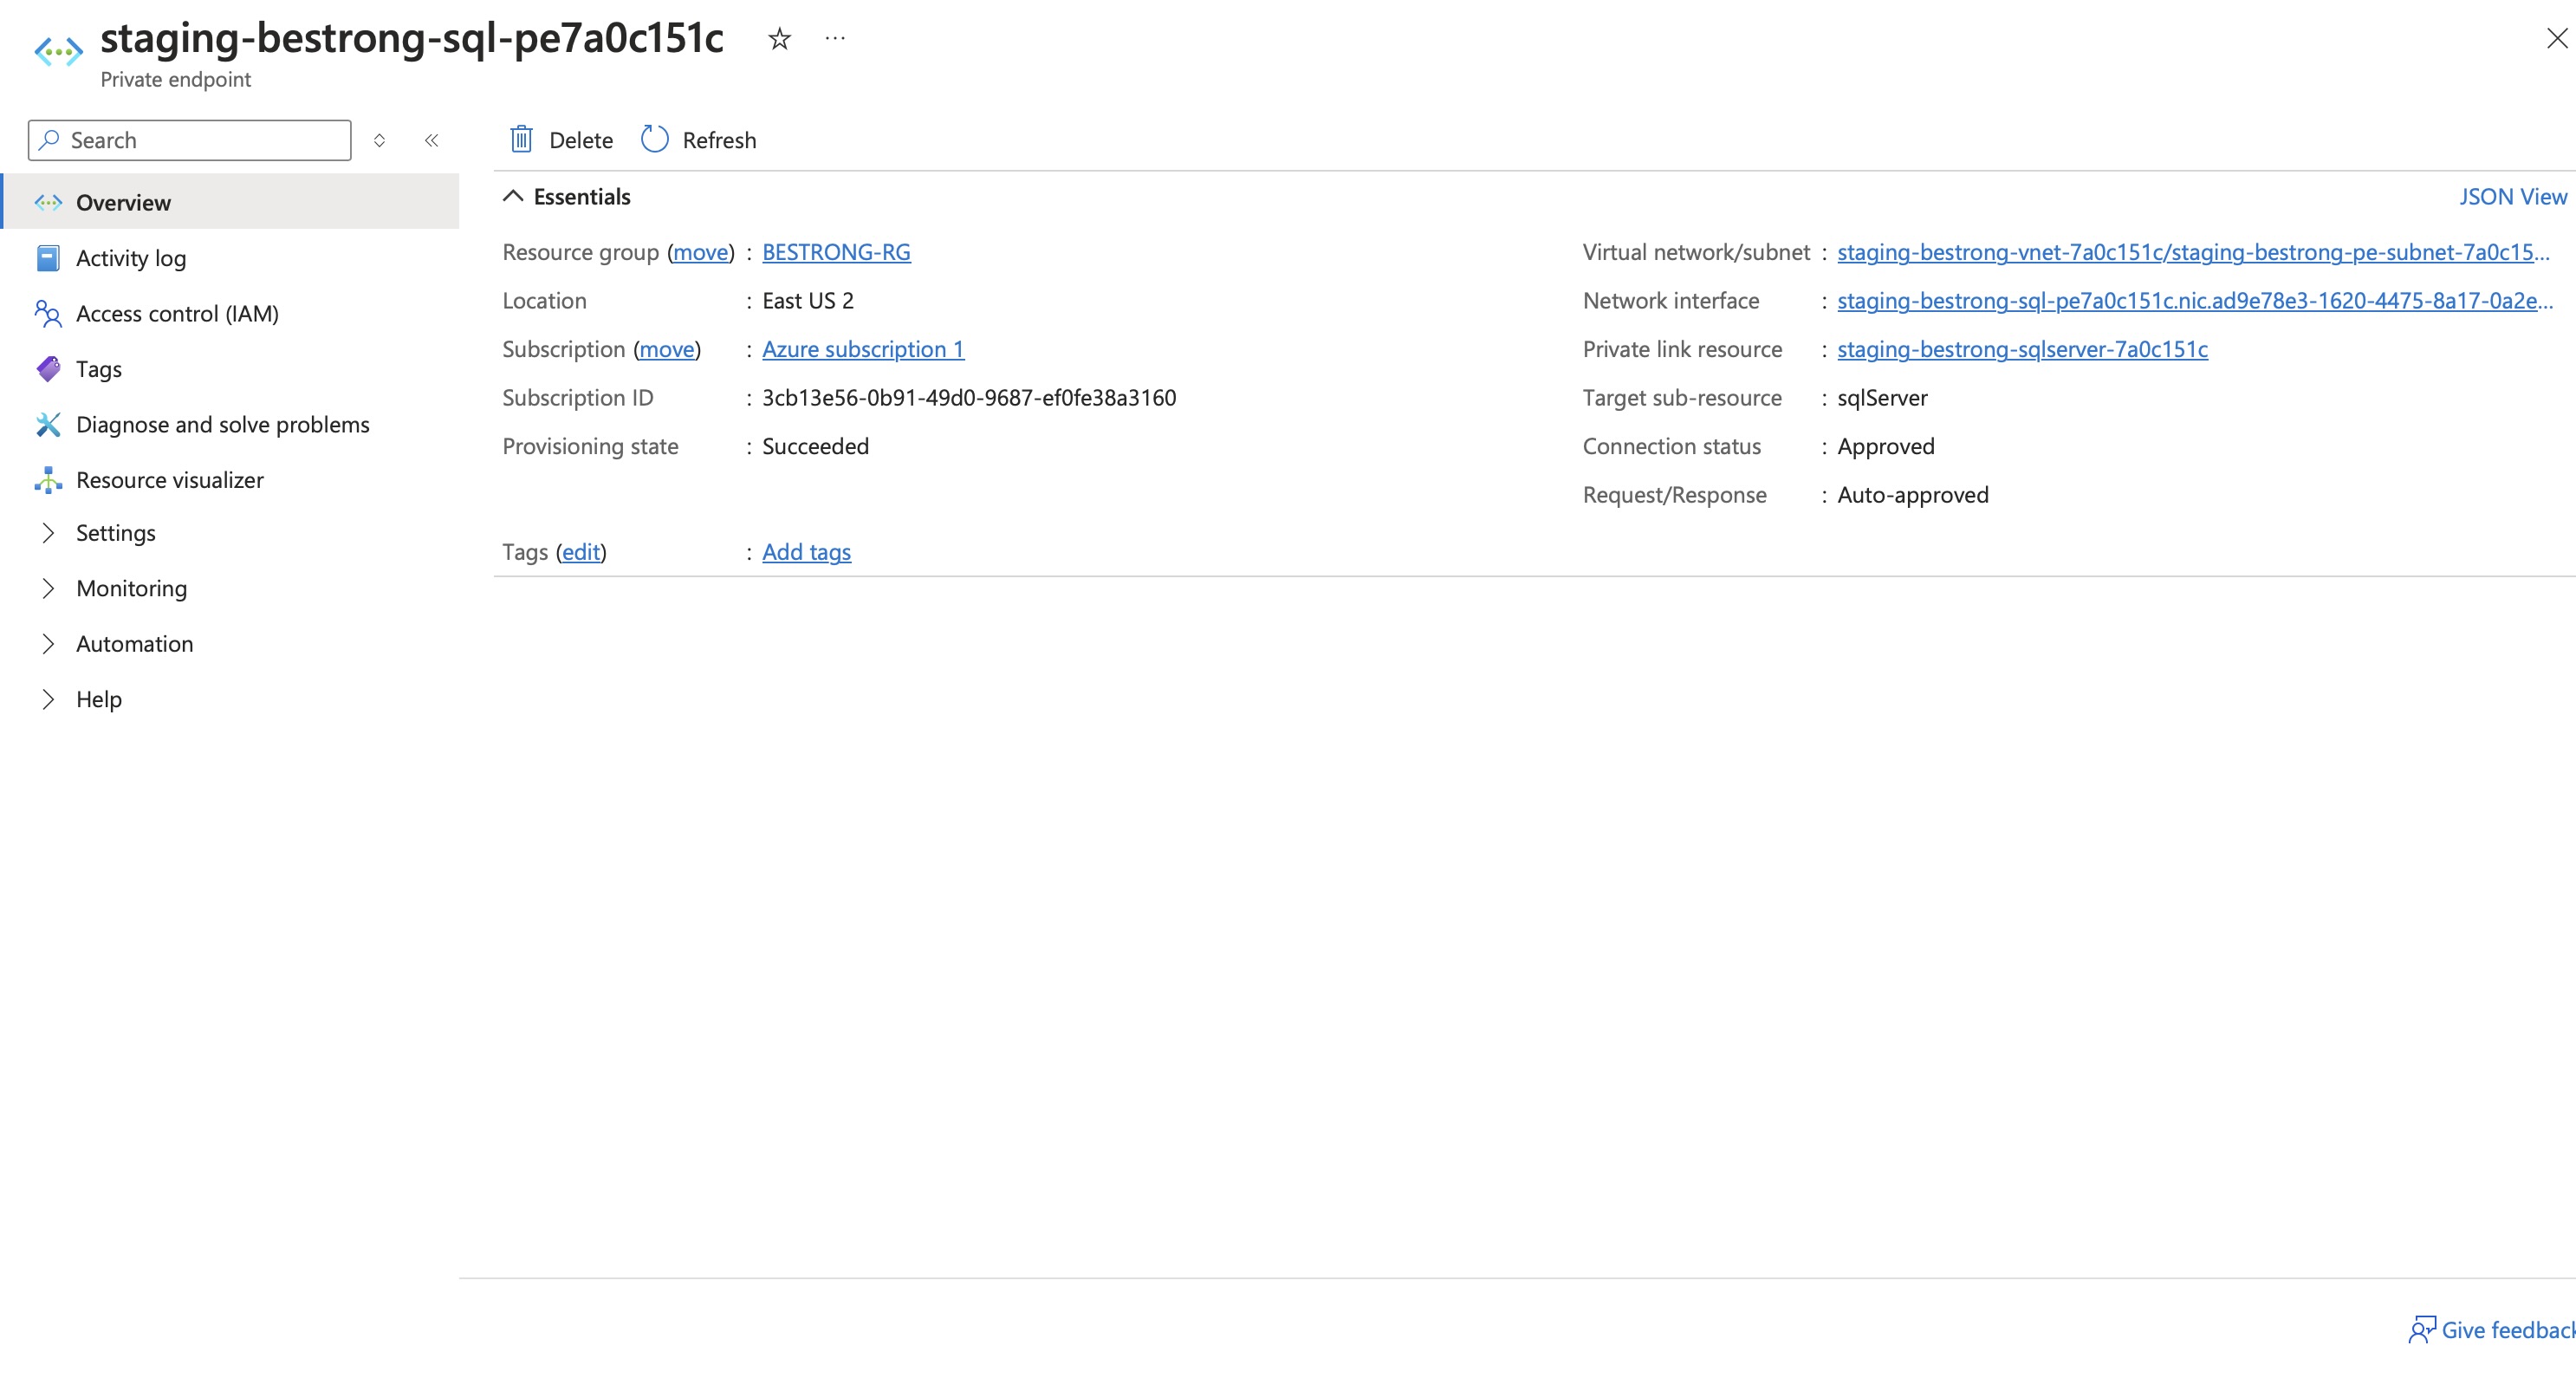 staging-bestrong-sql-pe7a0c151c
Private endpoint
Search
Overview
Activity log
Access control (IAM)
Tags
Diagnose and solve problems
Resource visualizer
Settings
Monitoring
Automation
Help
Delete Refresh
Essentials
JSON View
Resource group (move) : BESTRONG-RG
Location : East US 2
Subscription (move) : Azure subscription 1
Subscription ID : 3cb13e56-0b91-49d0-9687-ef0fe38a3160
Provisioning state : Succeeded
Virtual network/subnet : staging-bestrong-vnet-7a0c151c/staging-bestrong-pe-subnet-7a0c15...
Network interface : staging-bestrong-sql-pe7a0c151c.nic.ad9e78e3-1620-4475-8a17-0a2e...
Private link resource : staging-bestrong-sqlserver-7a0c151c
Target sub-resource : sqlServer
Connection status : Approved
Request/Response : Auto-approved
Tags (edit) : Add tags
Give feedback